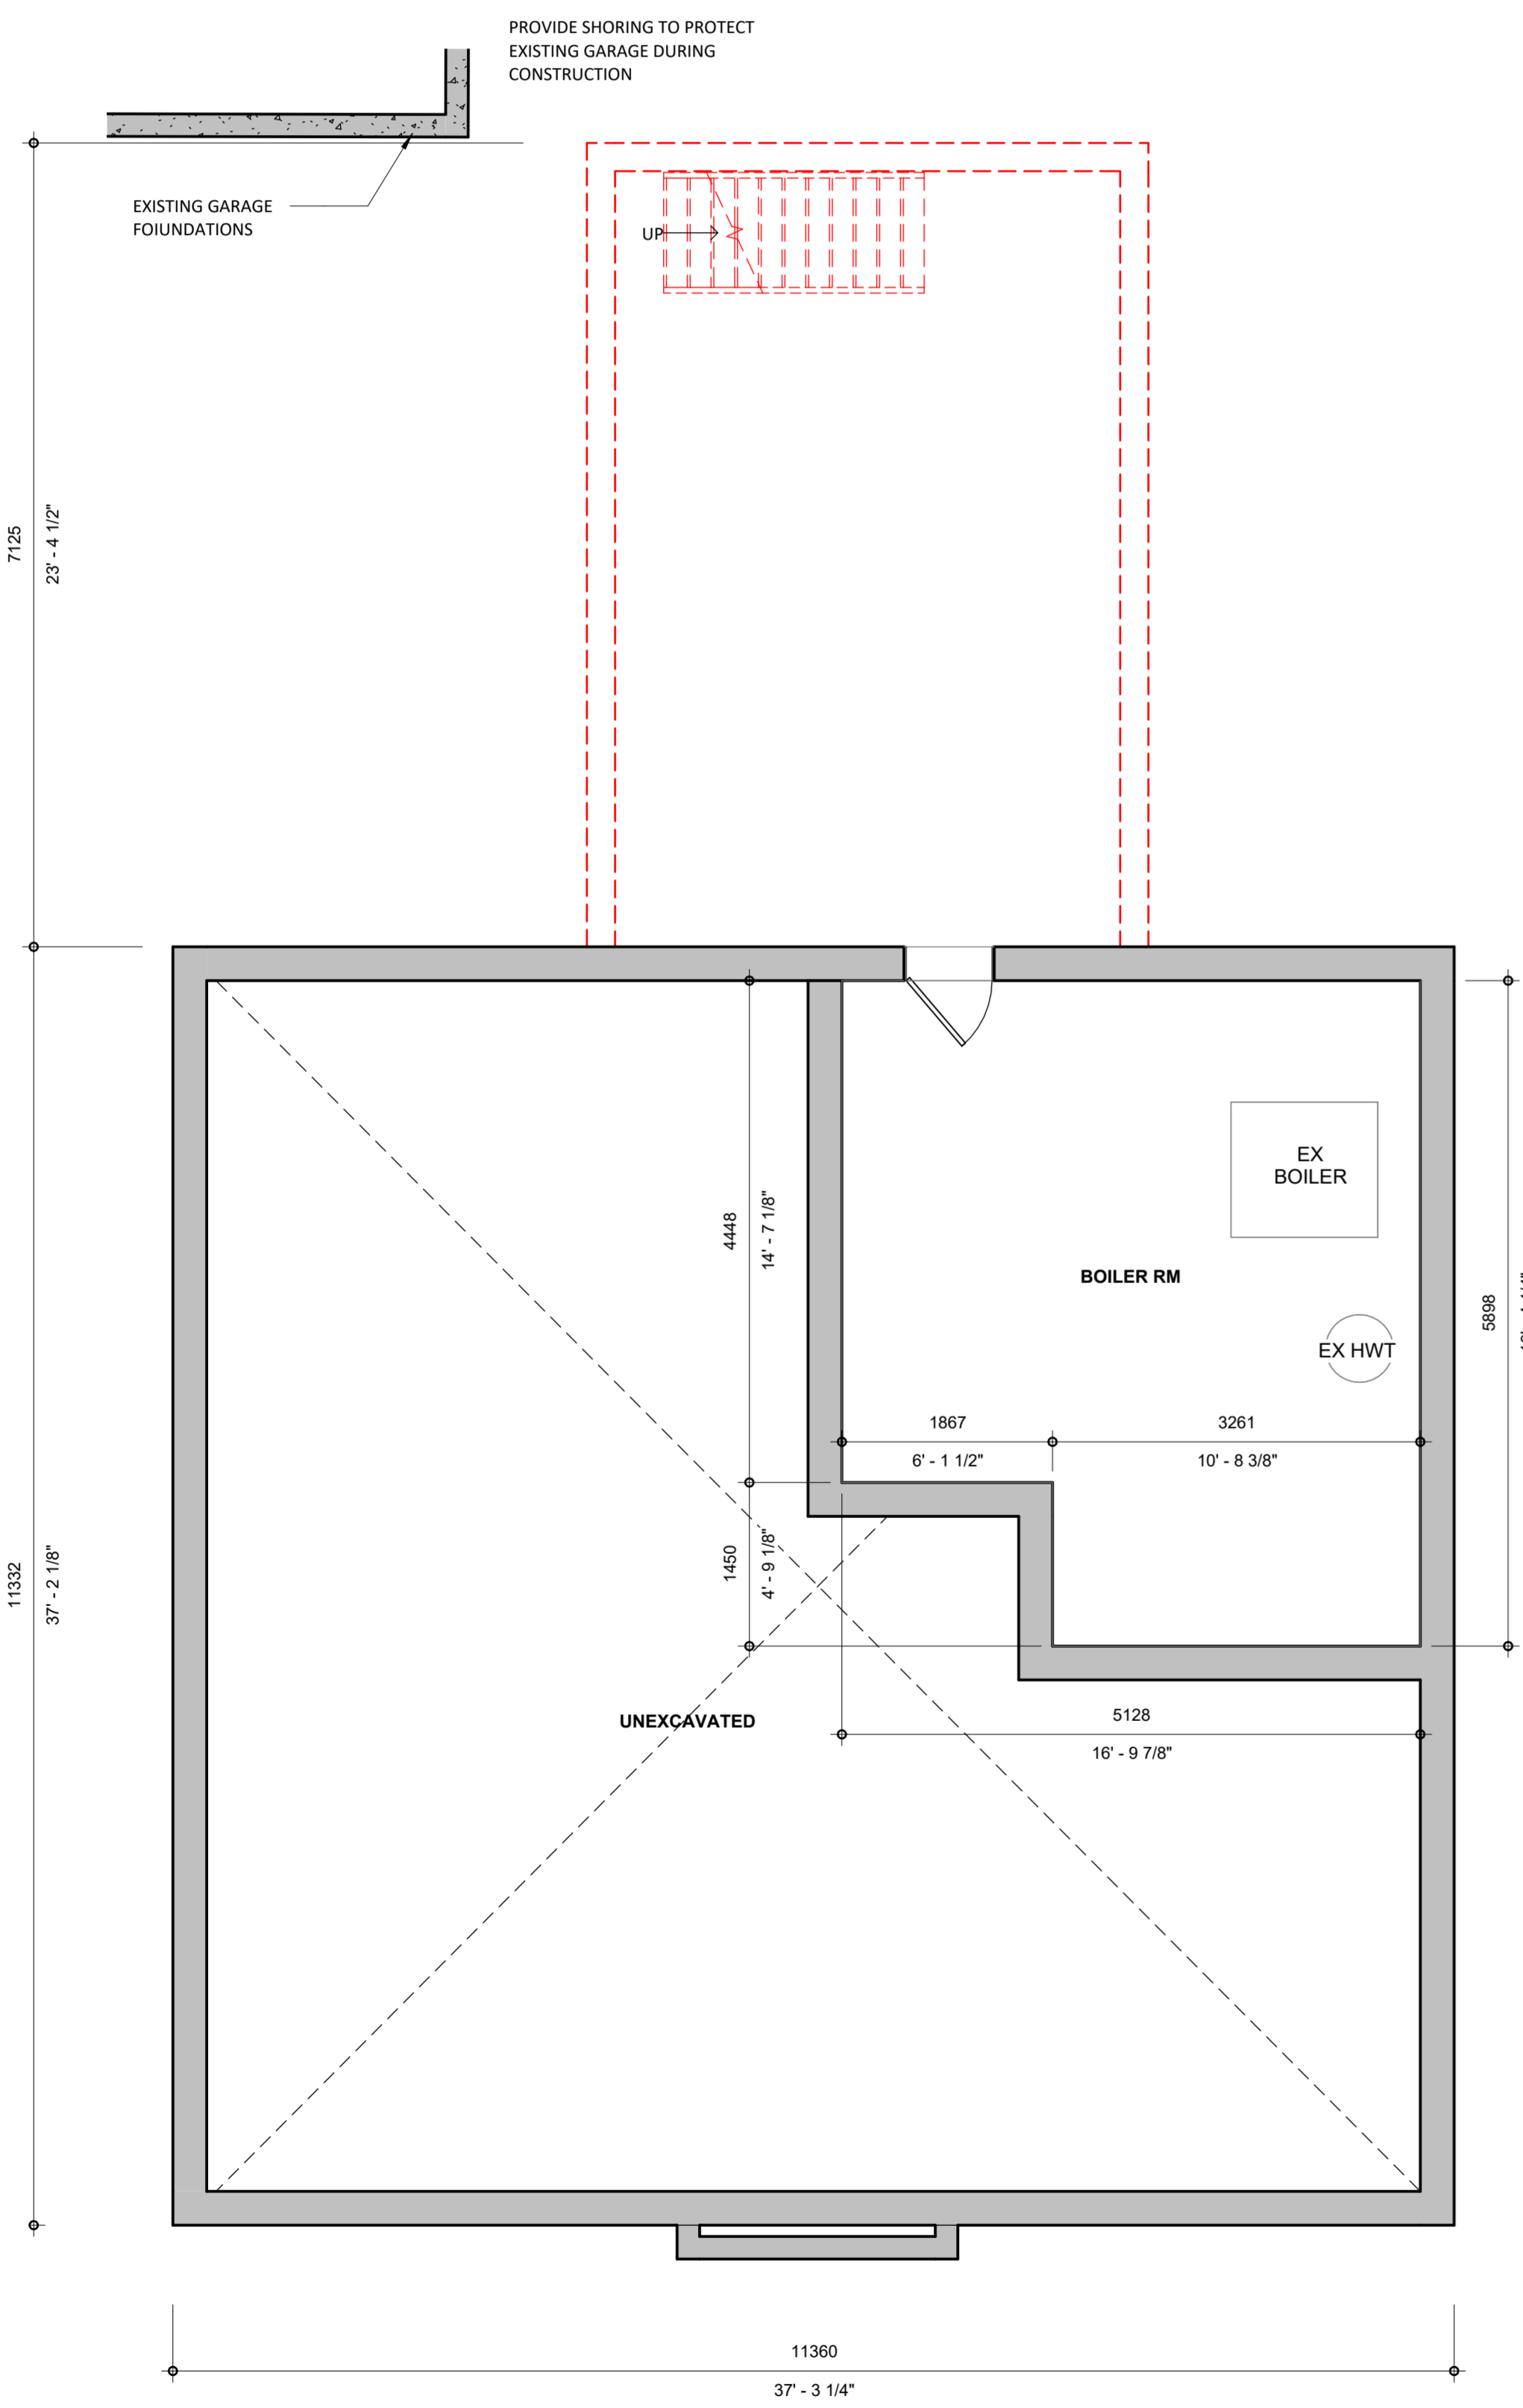 PROVIDE SHORING TO PROTECT
EXISTING GARAGE DURING
CONSTRUCTION
EXISTING GARAGE
FOIUNDATIONS
UP
7125
23' - 4 1/2"
4448
14' - 7 1/8"
EX
BOILER
BOILER RM
5898
EX HWT
1867
6' - 1 1/2"
3261
10' - 8 3/8"
1450
4' - 9 1/8"
11332
37' - 2 1/8"
UNEXCAVATED
5128
16' - 9 7/8"
11360
37' - 3 1/4"